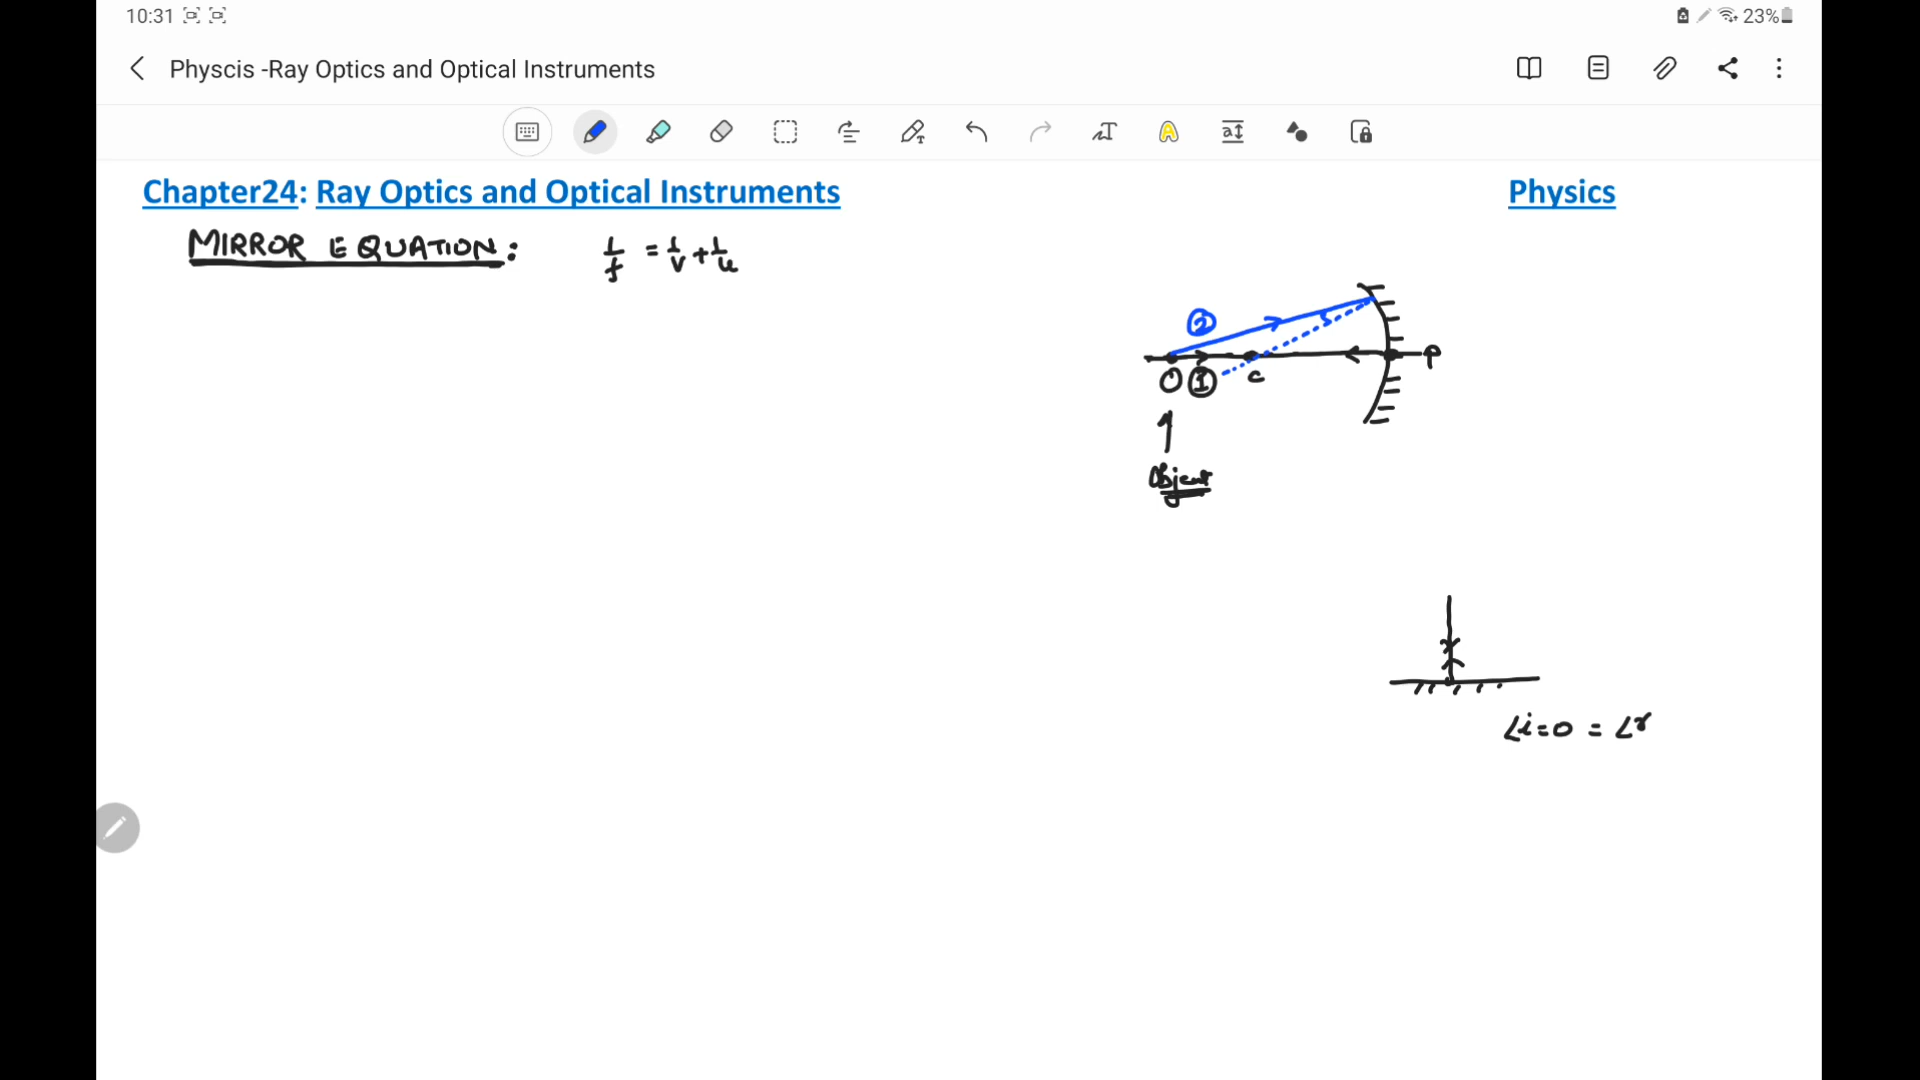 10:31 23%
Physcis -Ray Optics and Optical Instruments
Chapter24: Ray Optics and Optical Instruments Physics
MIRROR EQUATION: 1/f = 1/v + 1/u
②
P
O ① C
Object
∠i=0 = ∠r